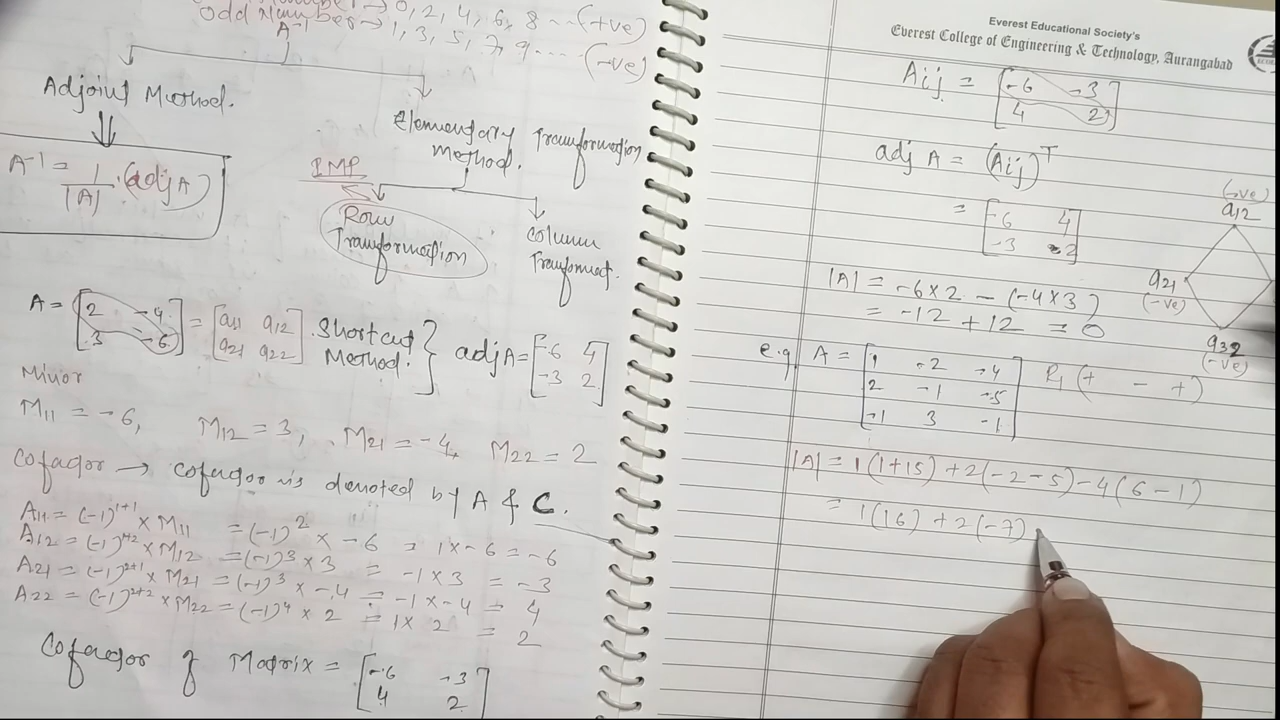 0, 2, 4, 6, 8 ... (+ve)
Odd Number → 1, 3, 5, 7, 9 .... (-ve)
A⁻¹
Adjoint Method.
Elementary Transformation
Method.
A⁻¹ = 1/|A| . (adj A)
IMP
Row
Transformation
Column
Transformat.
A = [2 -4; 3 -6] = [a11 a12; a21 a22] . Shortcut Method. } adj A = [-6 4; -3 2]
Minor
M11 = -6, M12 = 3, M21 = -4, M22 = 2
Cofactor → cofactor is denoted by A & C.
A11 = (-1)¹⁺¹ × M11 = (-1)² × -6 = 1 × -6 = -6
A12 = (-1)¹⁺² × M12 = (-1)³ × 3 = -1 × 3 = -3
A21 = (-1)²⁺¹ × M21 = (-1)³ × -4 = -1 × -4 = 4
A22 = (-1)²⁺² × M22 = (-1)⁴ × 2 = 1 × 2 = 2
Cofactor of Matrix = [-6 -3; 4 2]
Everest Educational Society's
Everest College of Engineering & Technology, Aurangabad
Aij = [-6 -3; 4 2]
adj A = (Aij)ᵀ
= [-6 4; -3 2]
a12
a21
(-ve)
a32
(-ve)
|A| = -6×2 - (-4×3)
= -12 + 12 = 0
e.g. A = [1 -2 -4; 2 -1 -5; -1 3 -1] R1 (+ - +)
|A| = 1(1+15) + 2(-2-5) - 4(6-1)
= 1(16) + 2(-7)